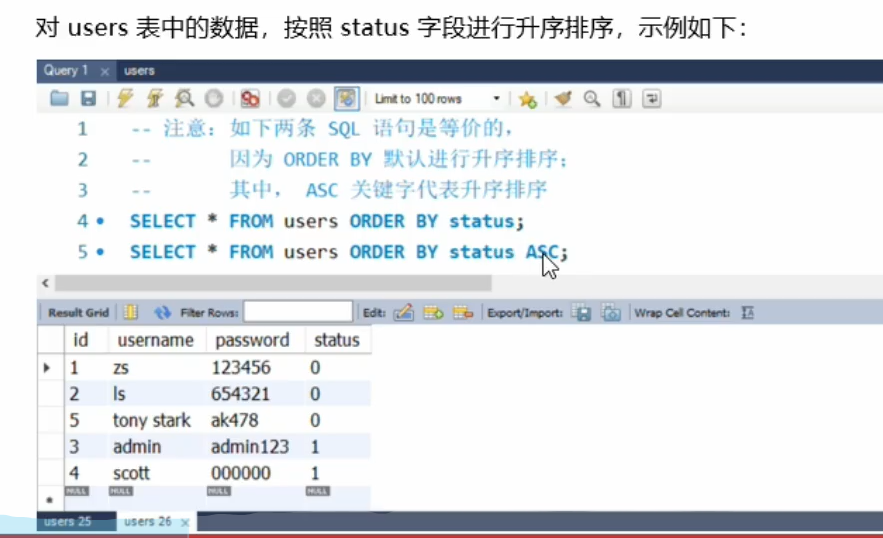 对 users 表中的数据，按照 status 字段进行升序排序，示例如下：
Query 1 × users
Limit to 100 rows
1 -- 注意：如下两条 SQL 语句是等价的，
2 -- 因为 ORDER BY 默认进行升序排序；
3 -- 其中， ASC 关键字代表升序排序
4 SELECT * FROM users ORDER BY status;
5 SELECT * FROM users ORDER BY status ASC;
Result Grid Filter Rows: Edit: Export/Import: Wrap Cell Content:
id username password status
1 zs 123456 0
2 ls 654321 0
5 tony stark ak478 0
3 admin admin123 1
4 scott 000000 1
NULL NULL NULL NULL
users 25 users 26 ×